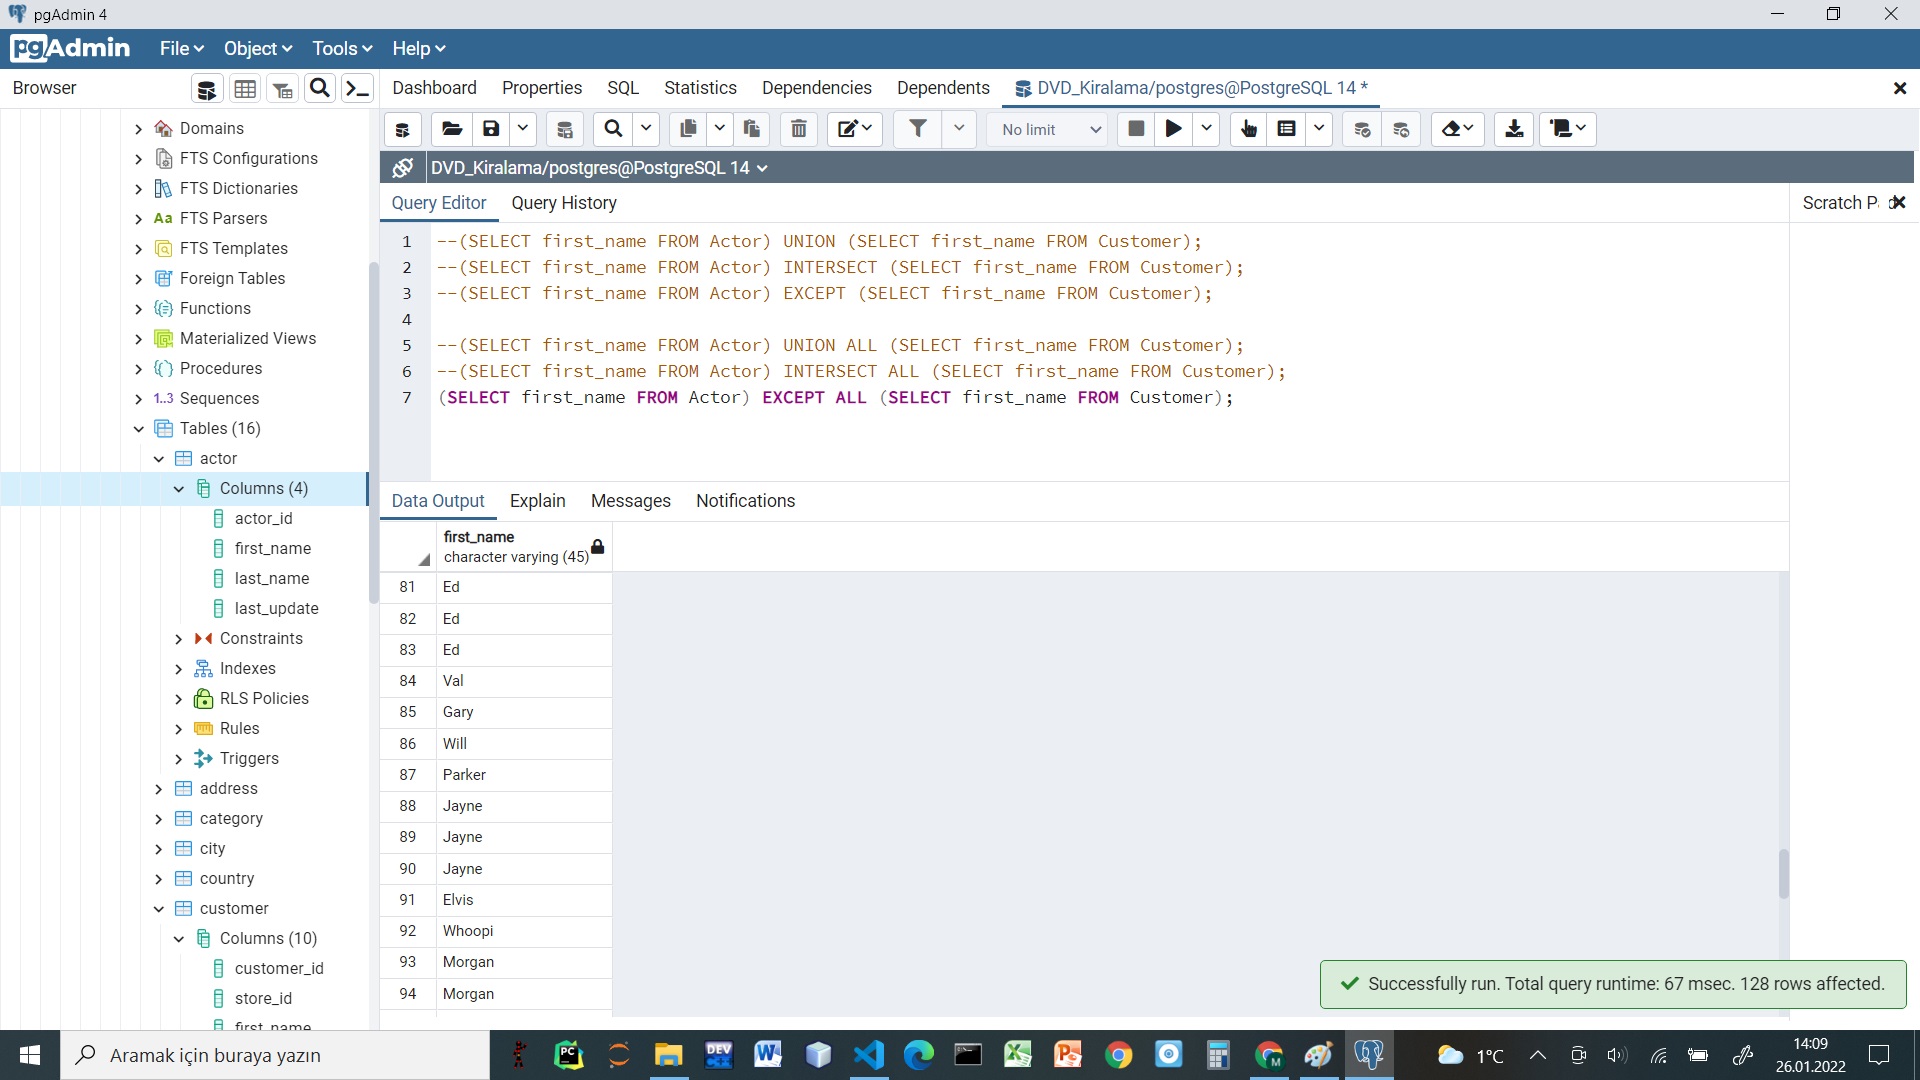 pgAdmin 4
pgAdmin File Object Tools Help
Browser Dashboard Properties SQL Statistics Dependencies Dependents DVD_Kiralama/postgres@PostgreSQL 14 *
No limit
DVD_Kiralama/postgres@PostgreSQL 14
Query Editor Query History
Scratch P
1 --(SELECT first_name FROM Actor) UNION (SELECT first_name FROM Customer);
2 --(SELECT first_name FROM Actor) INTERSECT (SELECT first_name FROM Customer);
3 --(SELECT first_name FROM Actor) EXCEPT (SELECT first_name FROM Customer);
4
5 --(SELECT first_name FROM Actor) UNION ALL (SELECT first_name FROM Customer);
6 --(SELECT first_name FROM Actor) INTERSECT ALL (SELECT first_name FROM Customer);
7 (SELECT first_name FROM Actor) EXCEPT ALL (SELECT first_name FROM Customer);
Domains
FTS Configurations
FTS Dictionaries
Aa FTS Parsers
FTS Templates
Foreign Tables
Functions
Materialized Views
Procedures
1..3 Sequences
Tables (16)
actor
Columns (4)
actor_id
first_name
last_name
last_update
Constraints
Indexes
RLS Policies
Rules
Triggers
address
category
city
country
customer
Columns (10)
customer_id
store_id
first_name
Data Output Explain Messages Notifications
first_name
character varying (45)
81 Ed
82 Ed
83 Ed
84 Val
85 Gary
86 Will
87 Parker
88 Jayne
89 Jayne
90 Jayne
91 Elvis
92 Whoopi
93 Morgan
94 Morgan
Successfully run. Total query runtime: 67 msec. 128 rows affected.
Aramak için buraya yazın
PC
DEV C++
1°C
14:09
26.01.2022